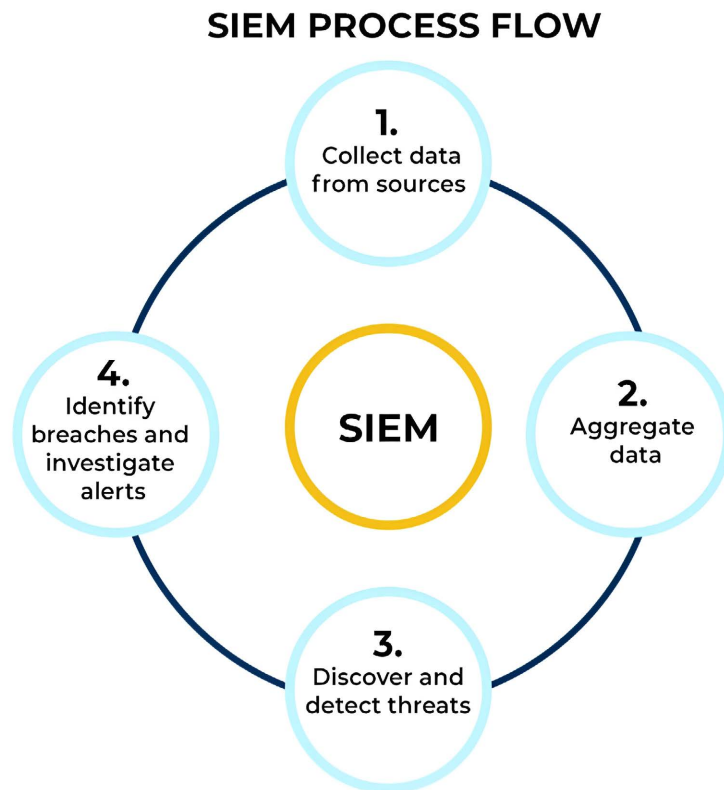 SIEM PROCESS FLOW
1.
Collect data
from sources
2.
Aggregate
data
3.
Discover and
detect threats
4.
Identify
breaches and
investigate
alerts
SIEM